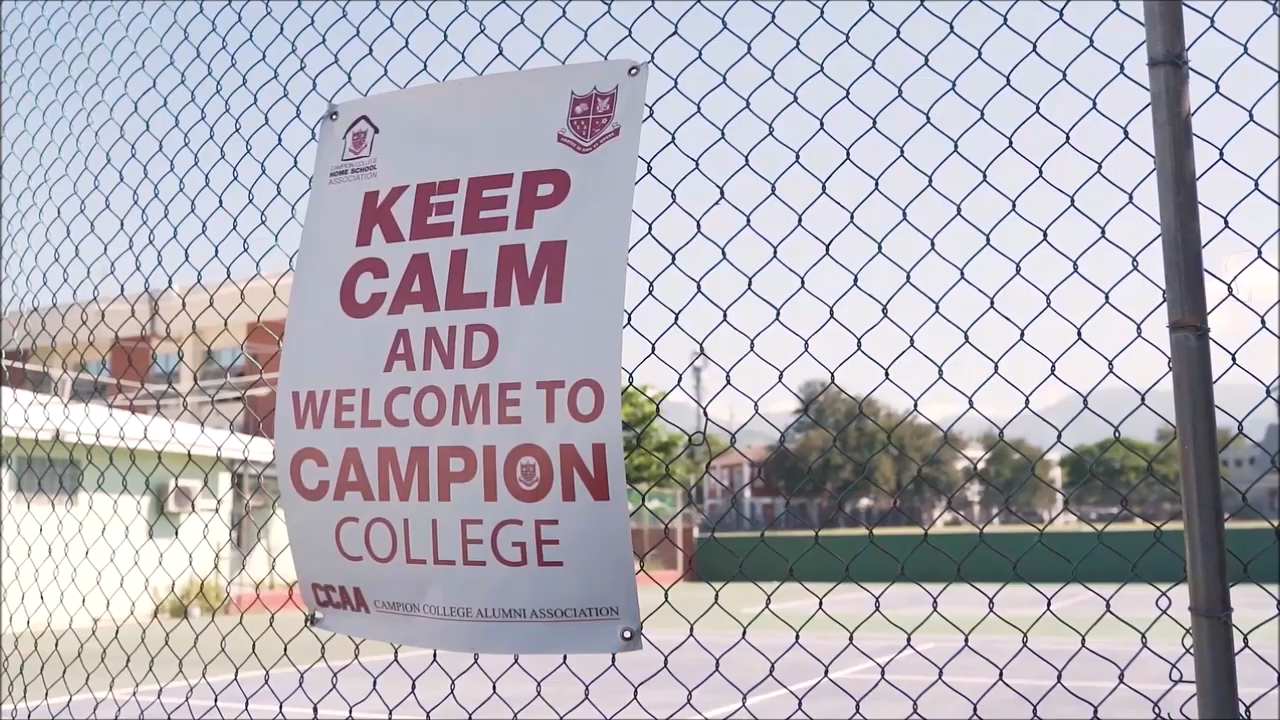 CAMPION COLLEGE
HOME SCHOOL
ASSOCIATION
KEEP
CALM
AND
WELCOME TO
CAMPION
COLLEGE
CCAA CAMPION COLLEGE ALUMNI ASSOCIATION